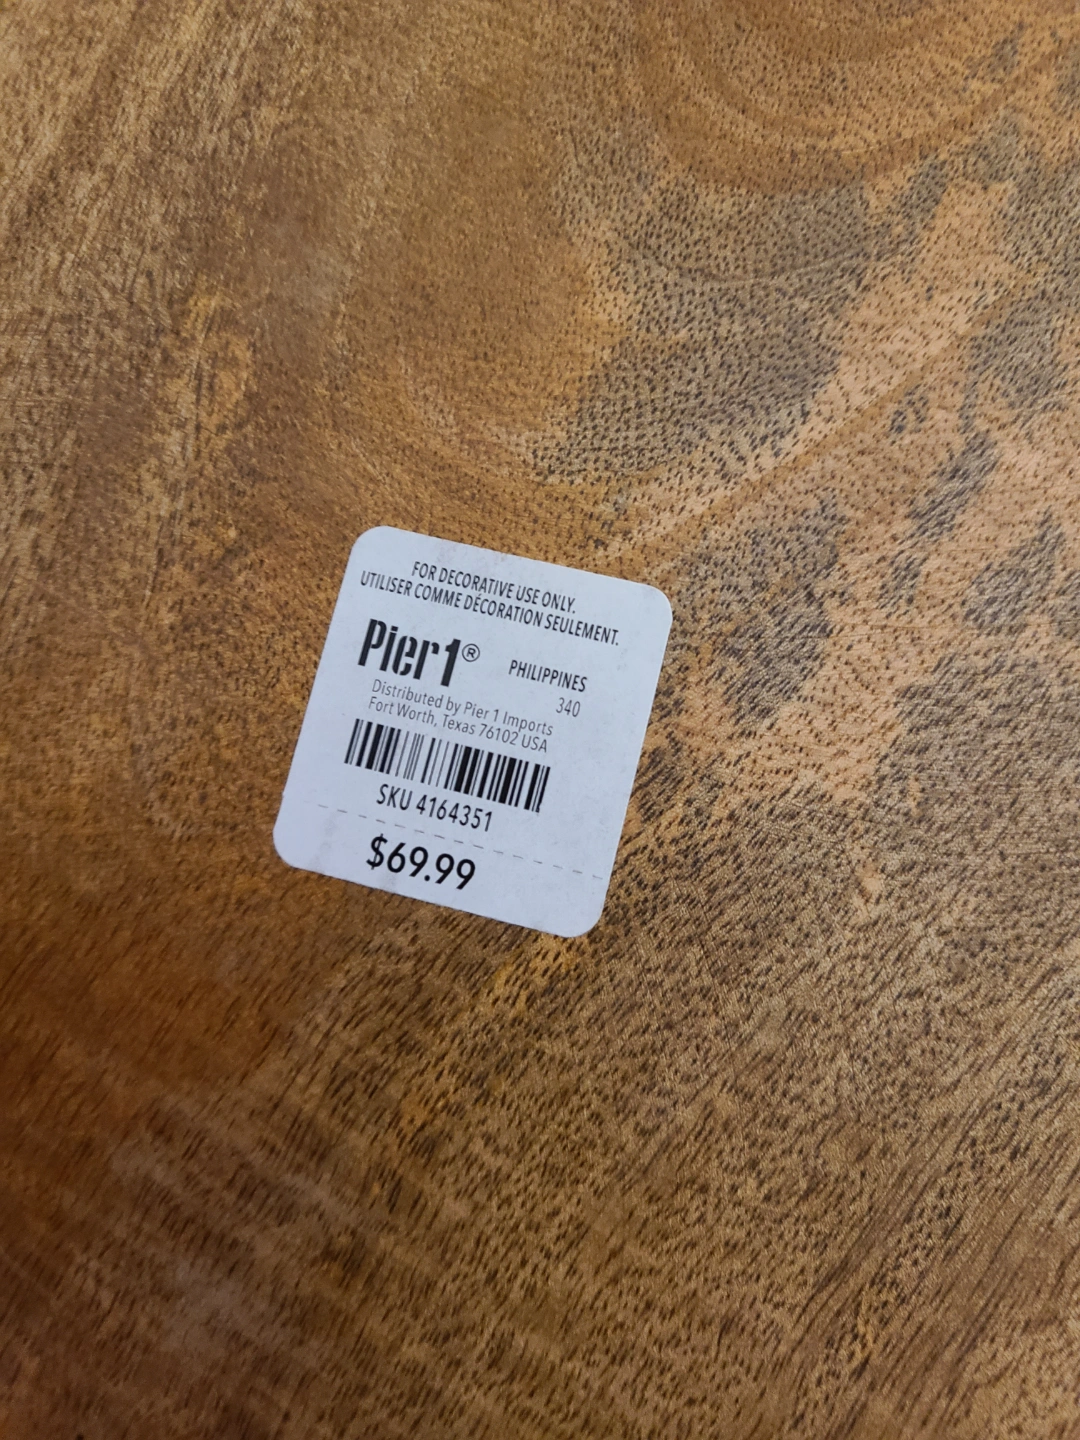 FOR DECORATIVE USE ONLY.
UTILISER COMME DÉCORATION SEULEMENT.
Pier1® PHILIPPINES
340
Distributed by Pier 1 Imports
Fort Worth, Texas 76102 USA
SKU 4164351
$69.99